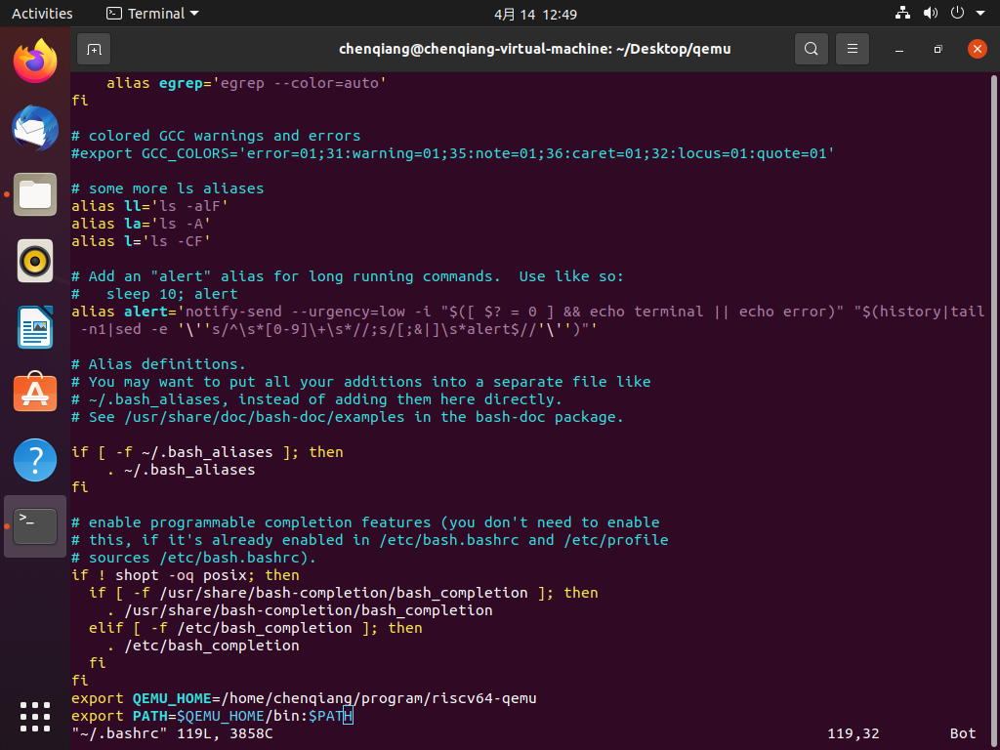 Activities
Terminal
4月 14 12:49
chenqiang@chenqiang-virtual-machine: ~/Desktop/qemu
    alias egrep='egrep --color=auto'
fi
# colored GCC warnings and errors
#export GCC_COLORS='error=01;31:warning=01;35:note=01;36:caret=01;32:locus=01:quote=01'
# some more ls aliases
alias ll='ls -alF'
alias la='ls -A'
alias l='ls -CF'
# Add an "alert" alias for long running commands.  Use like so:
#   sleep 10; alert
alias alert='notify-send --urgency=low -i "$([ $? = 0 ] && echo terminal || echo error)" "$(history|tail
 -n1|sed -e '\''s/^\s*[0-9]\+\s*//;s/[;&|]\s*alert$//'\'')"'
# Alias definitions.
# You may want to put all your additions into a separate file like
# ~/.bash_aliases, instead of adding them here directly.
# See /usr/share/doc/bash-doc/examples in the bash-doc package.
if [ -f ~/.bash_aliases ]; then
    . ~/.bash_aliases
fi
# enable programmable completion features (you don't need to enable
# this, if it's already enabled in /etc/bash.bashrc and /etc/profile
# sources /etc/bash.bashrc).
if ! shopt -oq posix; then
  if [ -f /usr/share/bash-completion/bash_completion ]; then
    . /usr/share/bash-completion/bash_completion
  elif [ -f /etc/bash_completion ]; then
    . /etc/bash_completion
  fi
fi
export QEMU_HOME=/home/chenqiang/program/riscv64-qemu
export PATH=$QEMU_HOME/bin:$PATH
"~/.bashrc" 119L, 3858C
119,32
Bot